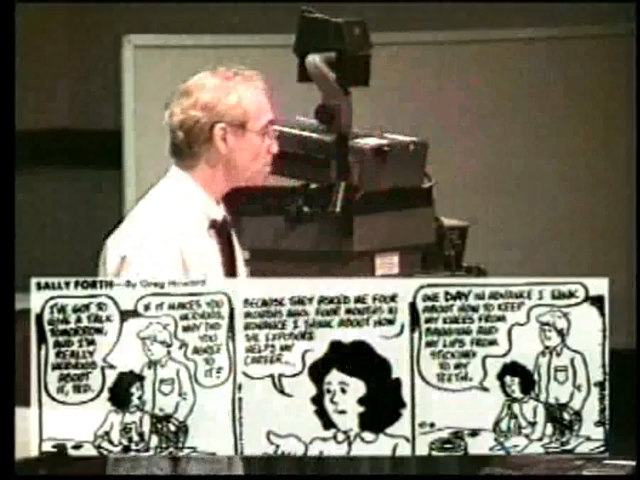 SALLY FORTH—By Greg Howard
I'VE GOT TO
GIVE A TALK
TOMORROW,
AND I'M
REALLY
NERVOUS
ABOUT
IT, TED.
IF IT MAKES YOU
NERVOUS,
WHY DID
YOU
AGREE
TO
IT?
BECAUSE THEY ASKED ME FOUR
MONTHS AGO. FOUR MONTHS IN
ADVANCE I THINK ABOUT HOW
THE EXPOSURE
HELPS MY
CAREER.
ONE DAY IN ADVANCE I THINK
ABOUT HOW TO KEEP
MY KNEES FROM
BANGING AND
MY LIPS FROM
STICKING
TO MY
TEETH.